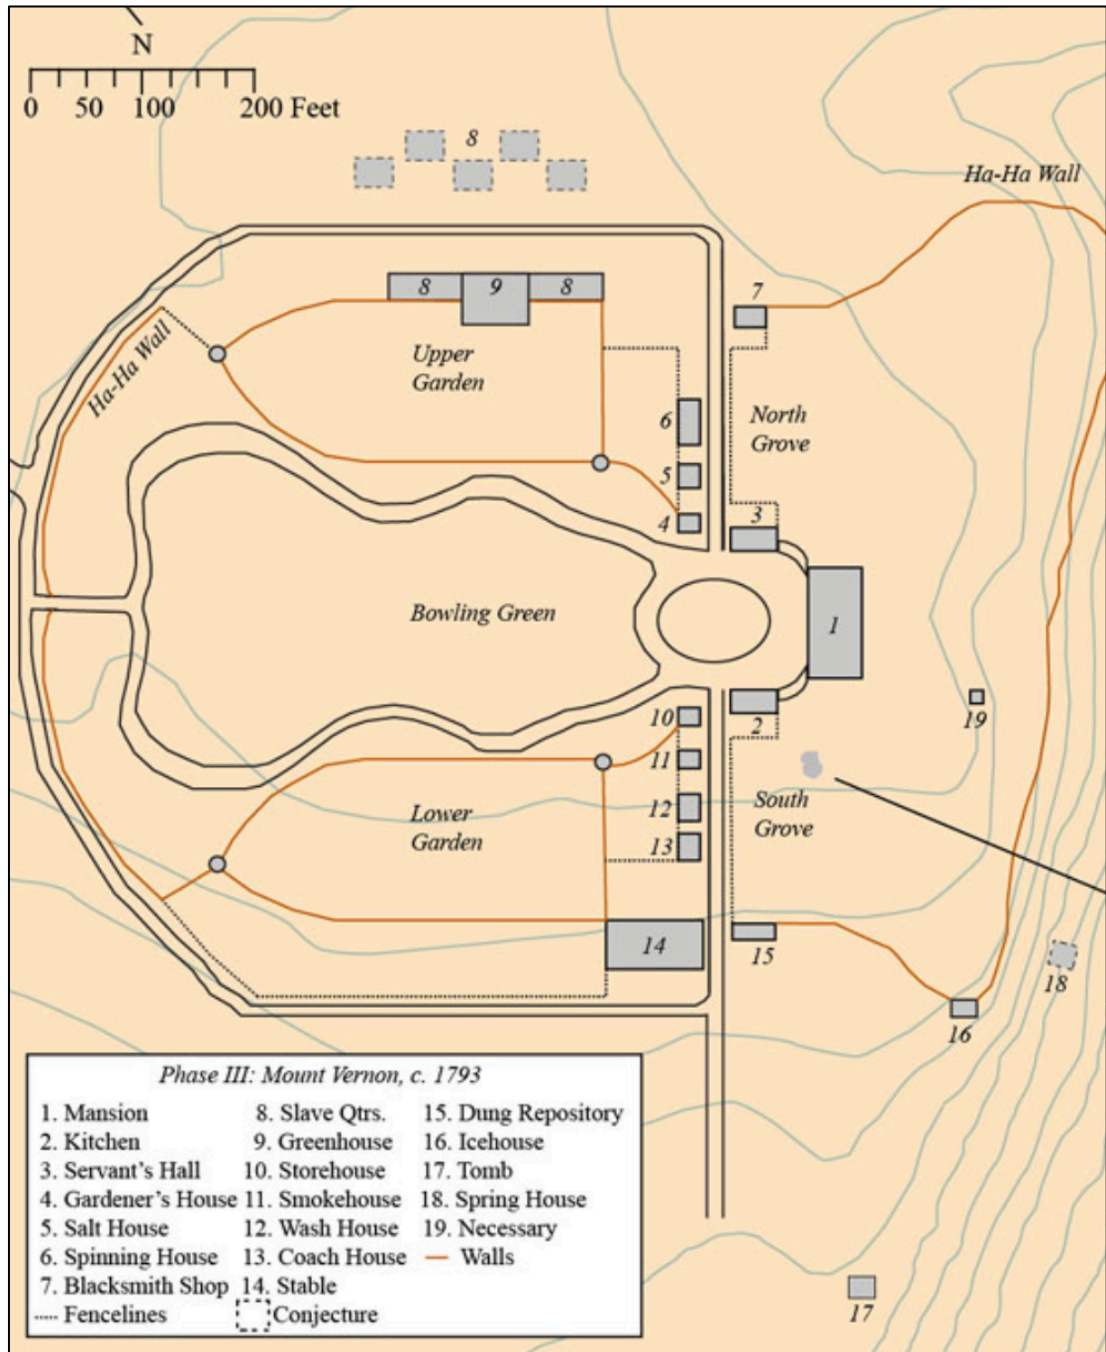 N
0 50 100 200 Feet
8
Ha-Ha Wall
8 9 8
7
Ha-Ha Wall
Upper
Garden
6
North
Grove
5
4
3
Bowling Green
1
10
2
19
11
Lower
Garden
12
South
Grove
13
14
15
18
16
Phase III: Mount Vernon, c. 1793
1. Mansion 8. Slave Qtrs. 15. Dung Repository
2. Kitchen 9. Greenhouse 16. Icehouse
3. Servant's Hall 10. Storehouse 17. Tomb
4. Gardener's House 11. Smokehouse 18. Spring House
5. Salt House 12. Wash House 19. Necessary
6. Spinning House 13. Coach House Walls
7. Blacksmith Shop 14. Stable
Fencelines Conjecture
17